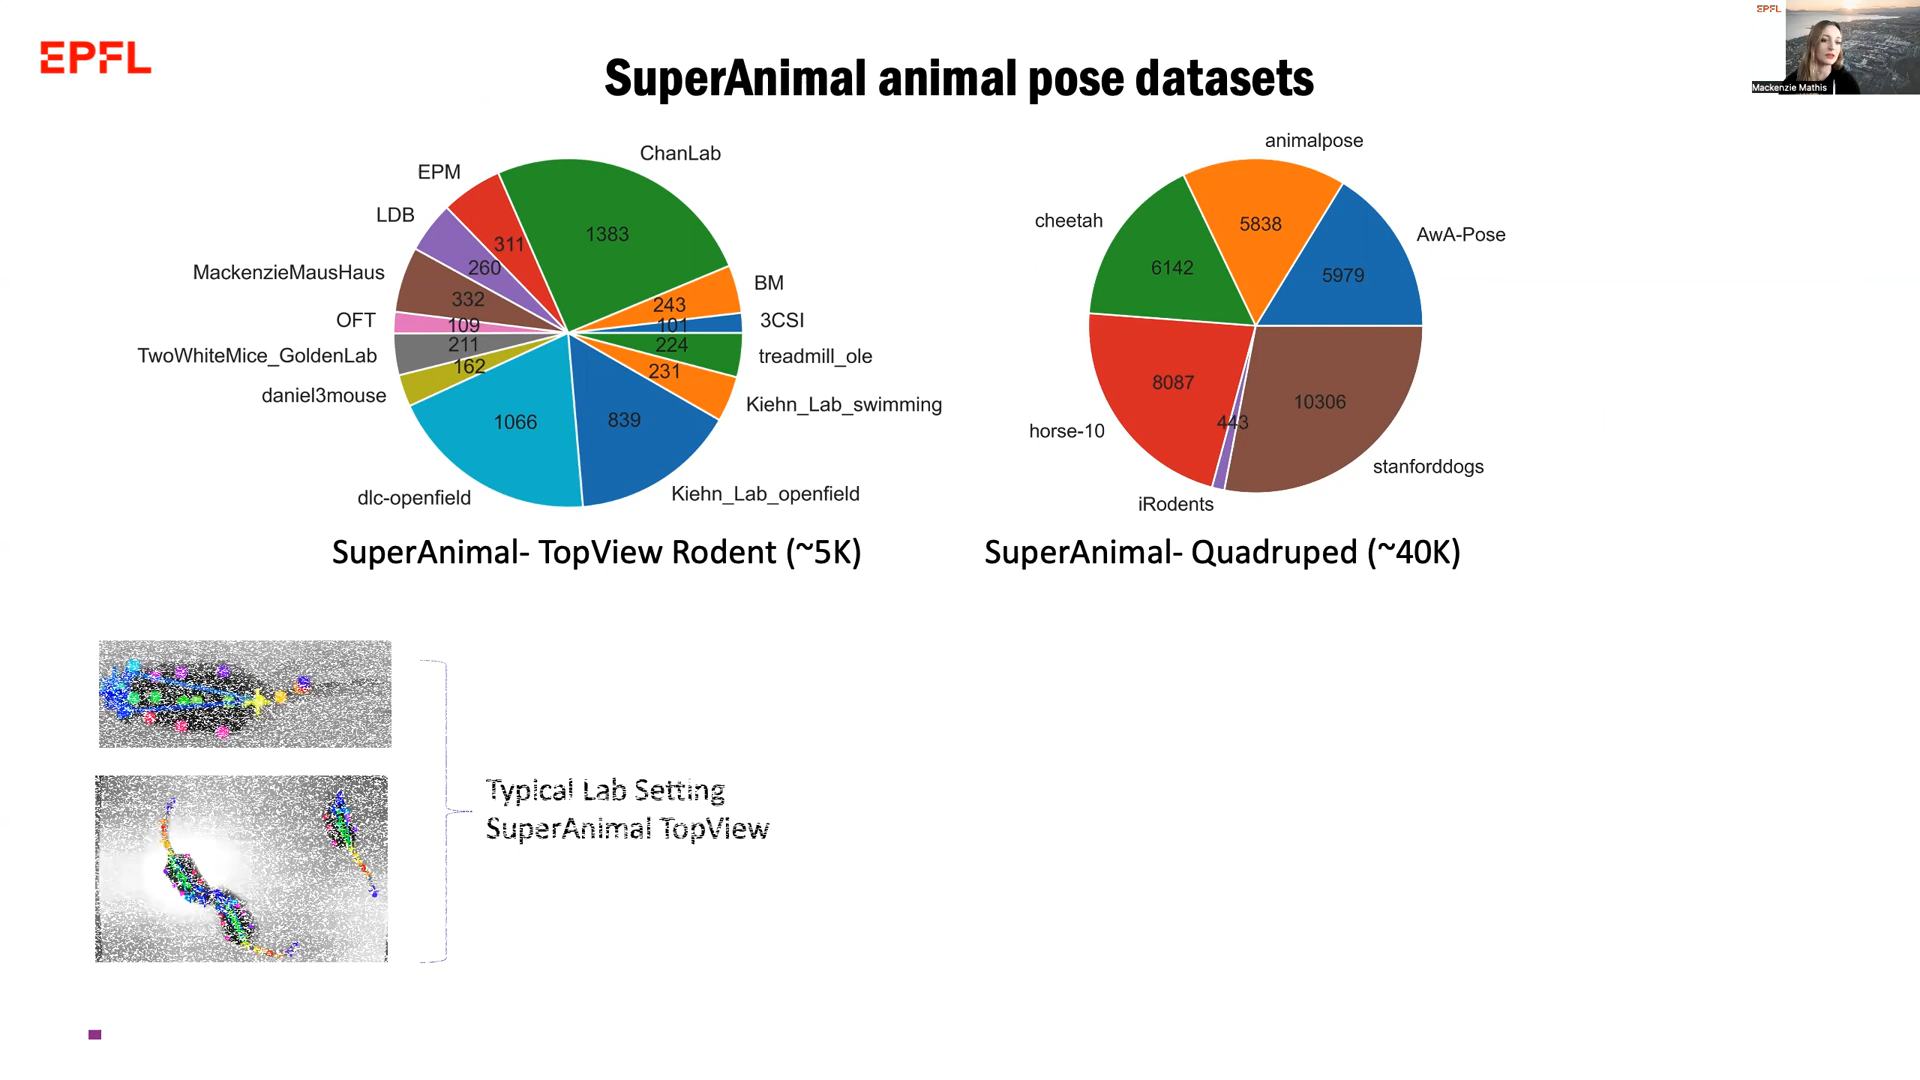 EPFL
SuperAnimal animal pose datasets
EPFL
Mackenzie Mathis
ChanLab
EPM
LDB
MackenzieMausHaus
OFT
TwoWhiteMice_GoldenLab
daniel3mouse
dlc-openfield
Kiehn_Lab_openfield
Kiehn_Lab_swimming
treadmill_ole
3CSI
BM
1383
311
260
332
109
211
162
1066
839
231
224
101
243
SuperAnimal- TopView Rodent (~5K)
animalpose
cheetah
AwA-Pose
horse-10
iRodents
stanforddogs
5838
6142
5979
8087
443
10306
SuperAnimal- Quadruped (~40K)
Typical Lab Setting
SuperAnimal TopView